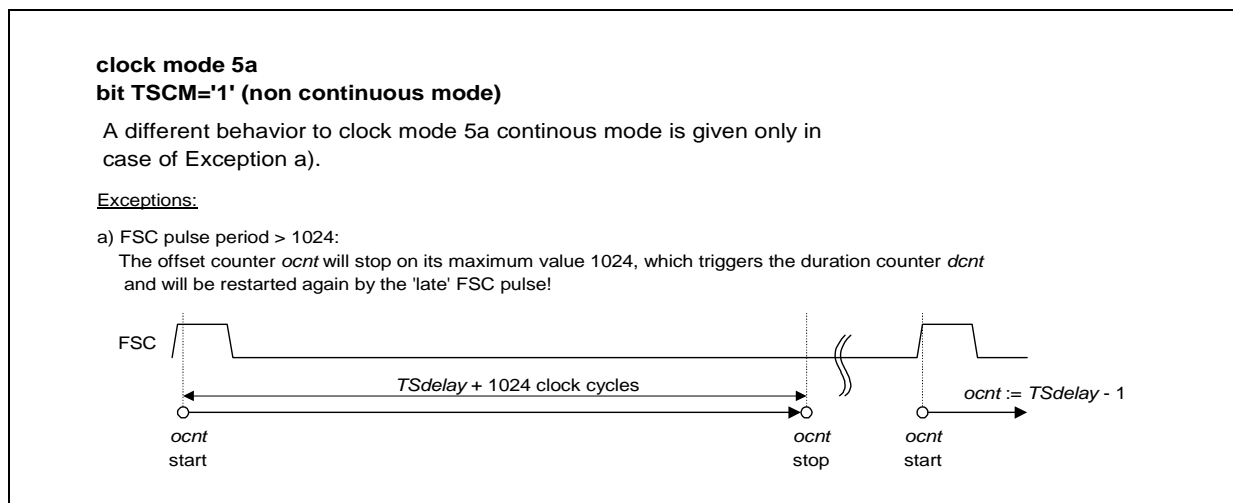 clock mode 5a
bit TSCM='1' (non continuous mode)
A different behavior to clock mode 5a continous mode is given only in
case of Exception a).
Exceptions:
a) FSC pulse period > 1024:
The offset counter ocnt will stop on its maximum value 1024, which triggers the duration counter dcnt
and will be restarted again by the 'late' FSC pulse!
FSC
TSdelay + 1024 clock cycles
ocnt := TSdelay - 1
ocnt ocnt ocnt
start stop start